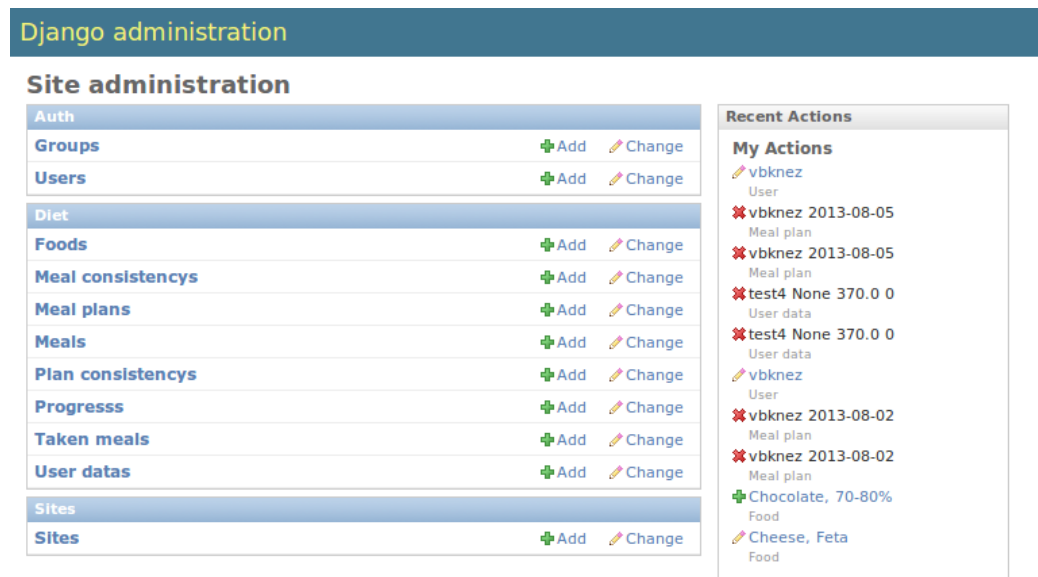 Django administration
Site administration
Auth
Groups Add Change
Users Add Change
Diet
Foods Add Change
Meal consistencys Add Change
Meal plans Add Change
Meals Add Change
Plan consistencys Add Change
Progresss Add Change
Taken meals Add Change
User datas Add Change
Sites
Sites Add Change
Recent Actions
My Actions
vbknez
User
vbknez 2013-08-05
Meal plan
vbknez 2013-08-05
Meal plan
test4 None 370.0 0
User data
test4 None 370.0 0
User data
vbknez
User
vbknez 2013-08-02
Meal plan
vbknez 2013-08-02
Meal plan
Chocolate, 70-80%
Food
Cheese, Feta
Food